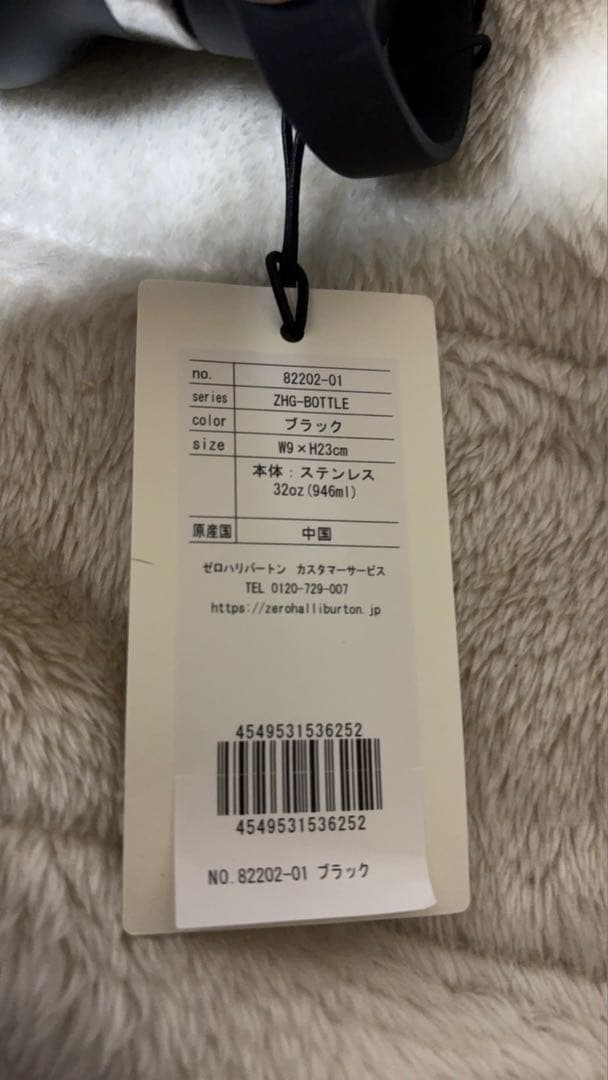 no. 82202-01
series ZHG-BOTTLE
color ブラック
size W9×H23cm
本体：ステンレス
32oz(946ml)
原産国 中国
ゼロハリバートン カスタマーサービス
TEL 0120-729-007
https://zerohalliburton.jp
4549531536252
4549531536252
NO.82202-01 ブラック